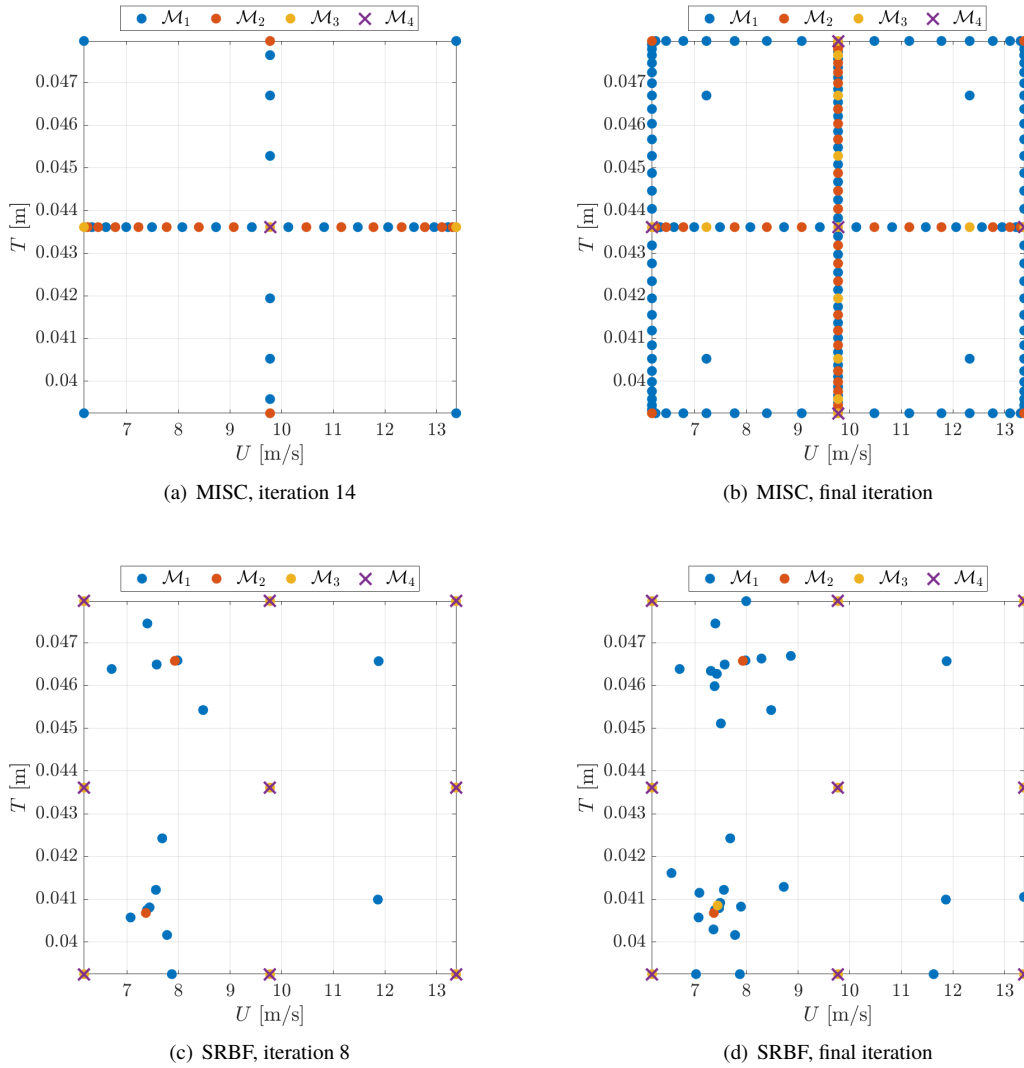 M₁ M₂ M₃ M₄
0.047
0.046
0.045
0.044
0.043
0.042
0.041
0.04
T [m]
7 8 9 10 11 12 13
U [m/s]
(a) MISC, iteration 14
M₁ M₂ M₃ M₄
0.047
0.046
0.045
0.044
0.043
0.042
0.041
0.04
T [m]
7 8 9 10 11 12 13
U [m/s]
(b) MISC, final iteration
M₁ M₂ M₃ M₄
0.047
0.046
0.045
0.044
0.043
0.042
0.041
0.04
T [m]
7 8 9 10 11 12 13
U [m/s]
(c) SRBF, iteration 8
M₁ M₂ M₃ M₄
0.047
0.046
0.045
0.044
0.043
0.042
0.041
0.04
T [m]
7 8 9 10 11 12 13
U [m/s]
(d) SRBF, final iteration